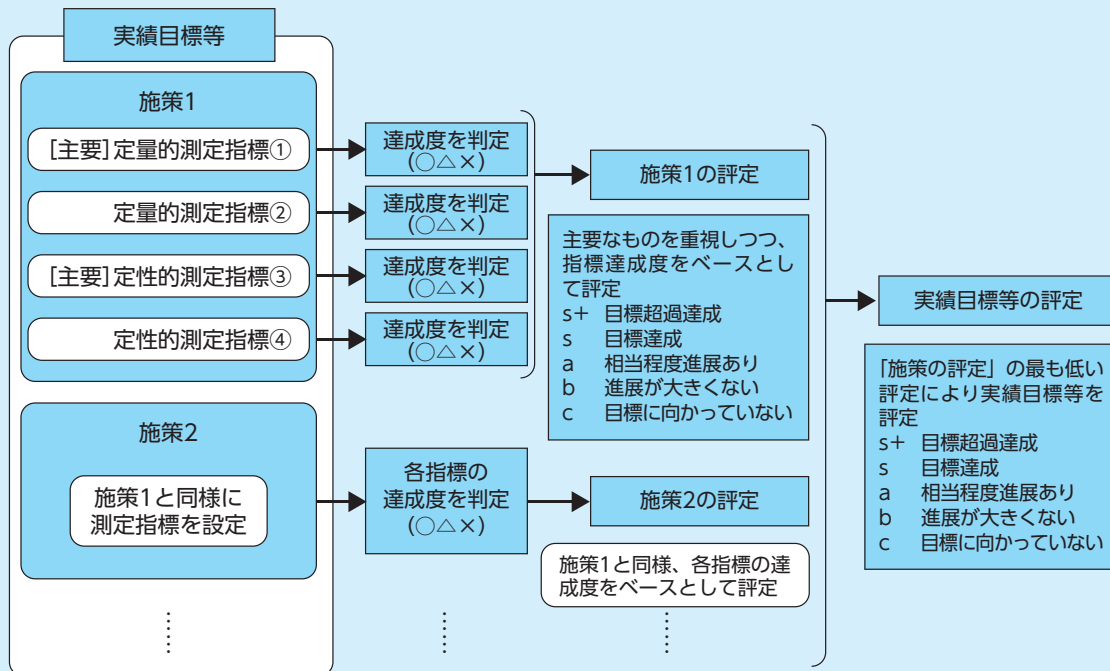 実績目標等
施策1
[主要]定量的測定指標①
定量的測定指標②
[主要]定性的測定指標③
定性的測定指標④
達成度を判定
(○△×)
達成度を判定
(○△×)
達成度を判定
(○△×)
達成度を判定
(○△×)
施策1の評定
主要なものを重視しつつ、
指標達成度をベースとし
て評定
s+ 目標超過達成
s 目標達成
a 相当程度進展あり
b 進展が大きくない
c 目標に向かっていない
施策2
施策1と同様に
測定指標を設定
各指標の
達成度を判定
(○△×)
施策2の評定
施策1と同様、各指標の達
成度をベースとして評定
実績目標等の評定
「施策の評定」の最も低い
評定により実績目標等を
評定
s+ 目標超過達成
s 目標達成
a 相当程度進展あり
b 進展が大きくない
c 目標に向かっていない